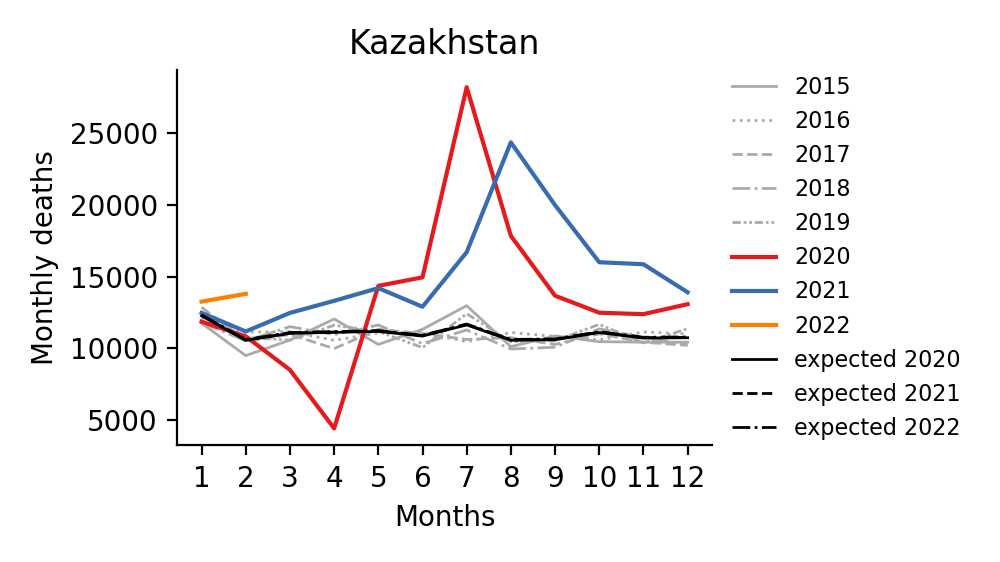 Kazakhstan
Monthly deaths
25000
20000
15000
10000
5000
1 2 3 4 5 6 7 8 9 10 11 12
Months
2015
2016
2017
2018
2019
2020
2021
2022
expected 2020
expected 2021
expected 2022